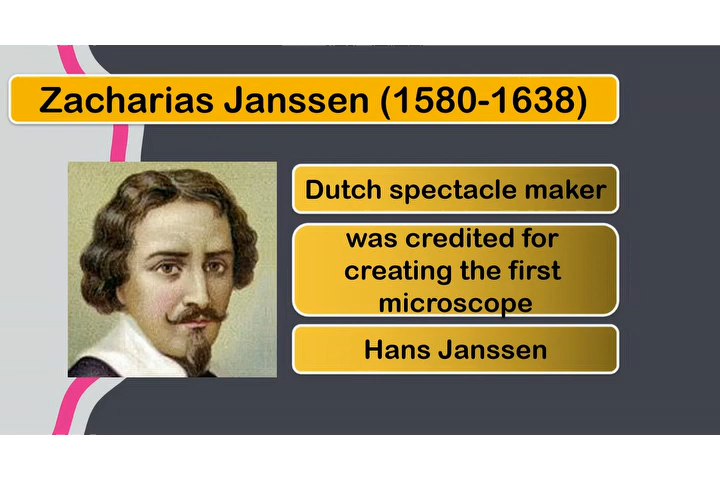 Zacharias Janssen (1580-1638)
Dutch spectacle maker
was credited for
creating the first
microscope
Hans Janssen